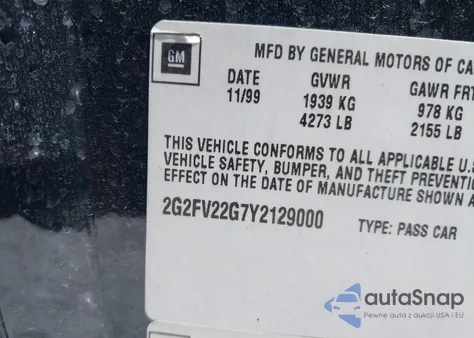 GM
MFD BY GENERAL MOTORS OF CA
DATE GVWR GAWR FRT
11/99 1939 KG 978 KG
4273 LB 2155 LB
THIS VEHICLE CONFORMS TO ALL APPLICABLE U.S
VEHICLE SAFETY, BUMPER, AND THEFT PREVENTI
EFFECT ON THE DATE OF MANUFACTURE SHOWN A
2G2FV22G7Y2129000 TYPE: PASS CAR
autoSnap
Pewne auta z aukcji USA i EU